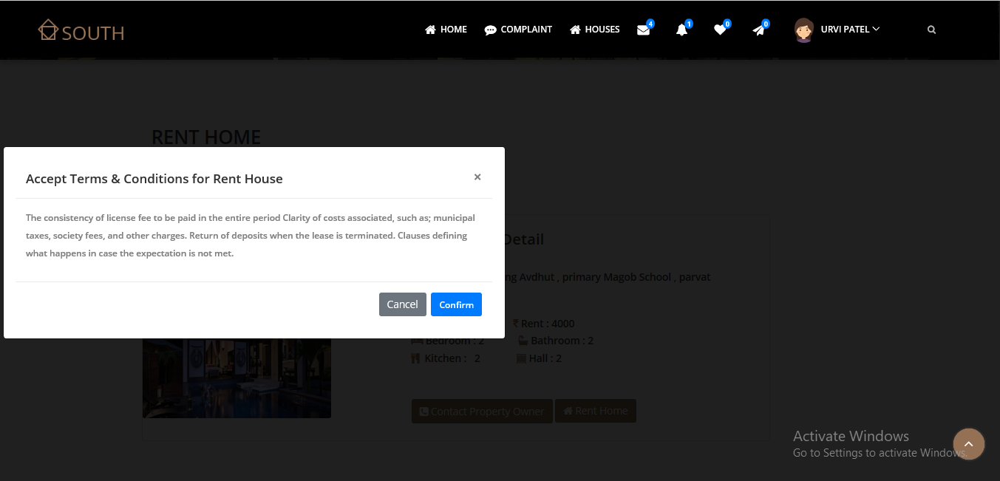 SOUTH
HOME
COMPLAINT
HOUSES
4
1
0
0
URVI PATEL
RENT HOME
Accept Terms & Conditions for Rent House
×
The consistency of license fee to be paid in the entire period Clarity of costs associated, such as; municipal
taxes, society fees, and other charges. Return of deposits when the lease is terminated. Clauses defining
what happens in case the expectation is not met.
Cancel
Confirm
Detail
ng Avdhut , primary Magob School , parvat
₹ Rent : 4000
Bedroom : 2
Bathroom : 2
Kitchen : 2
Hall : 2
Contact Property Owner
Rent Home
Activate Windows
Go to Settings to activate Windows.